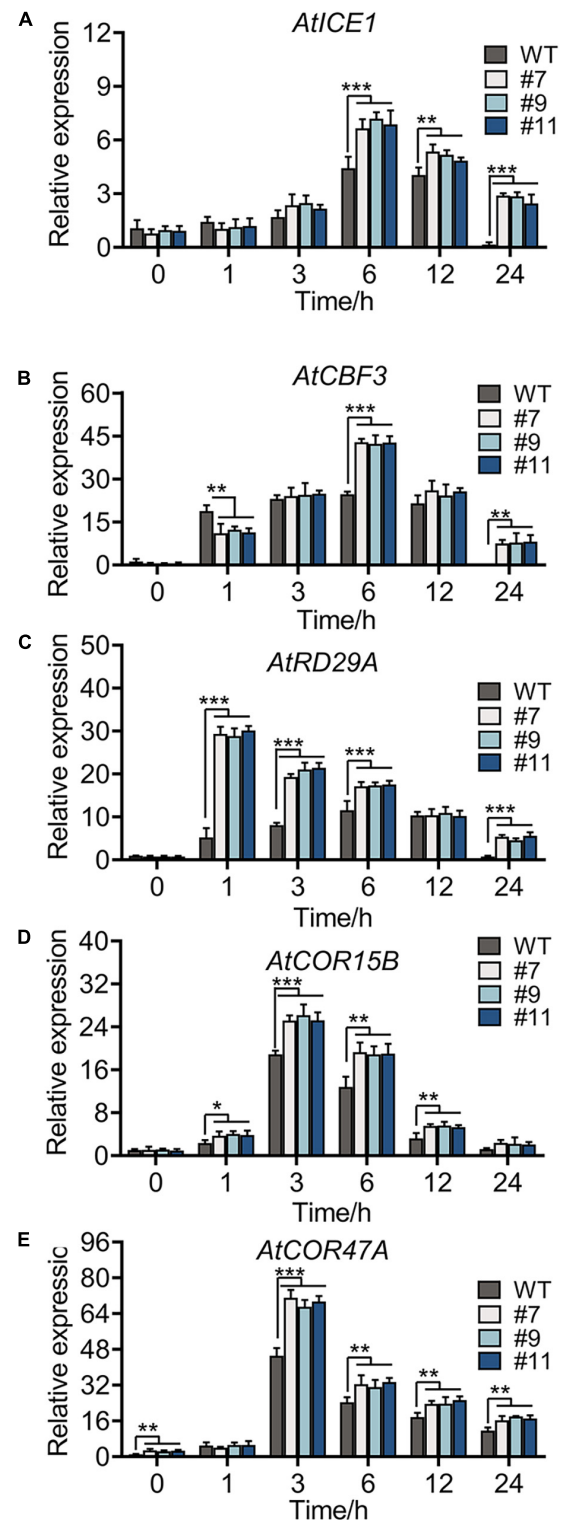 A
AtICE1
Relative expression
12
9
6
3
0
***
**
***
WT
#7
#9
#11
0 1 3 6 12 24
Time/h
B
AtCBF3
Relative expression
60
45
30
15
0
**
***
**
WT
#7
#9
#11
0 1 3 6 12 24
Time/h
C
AtRD29A
Relative expression
50
40
30
20
10
0
***
***
***
***
WT
#7
#9
#11
0 1 3 6 12 24
Time/h
D
AtCOR15B
Relative expression
40
32
24
16
8
0
*
***
**
**
WT
#7
#9
#11
0 1 3 6 12 24
Time/h
E
AtCOR47A
Relative expressic
96
80
64
48
32
16
0
**
***
**
**
**
WT
#7
#9
#11
0 1 3 6 12 24
Time/h